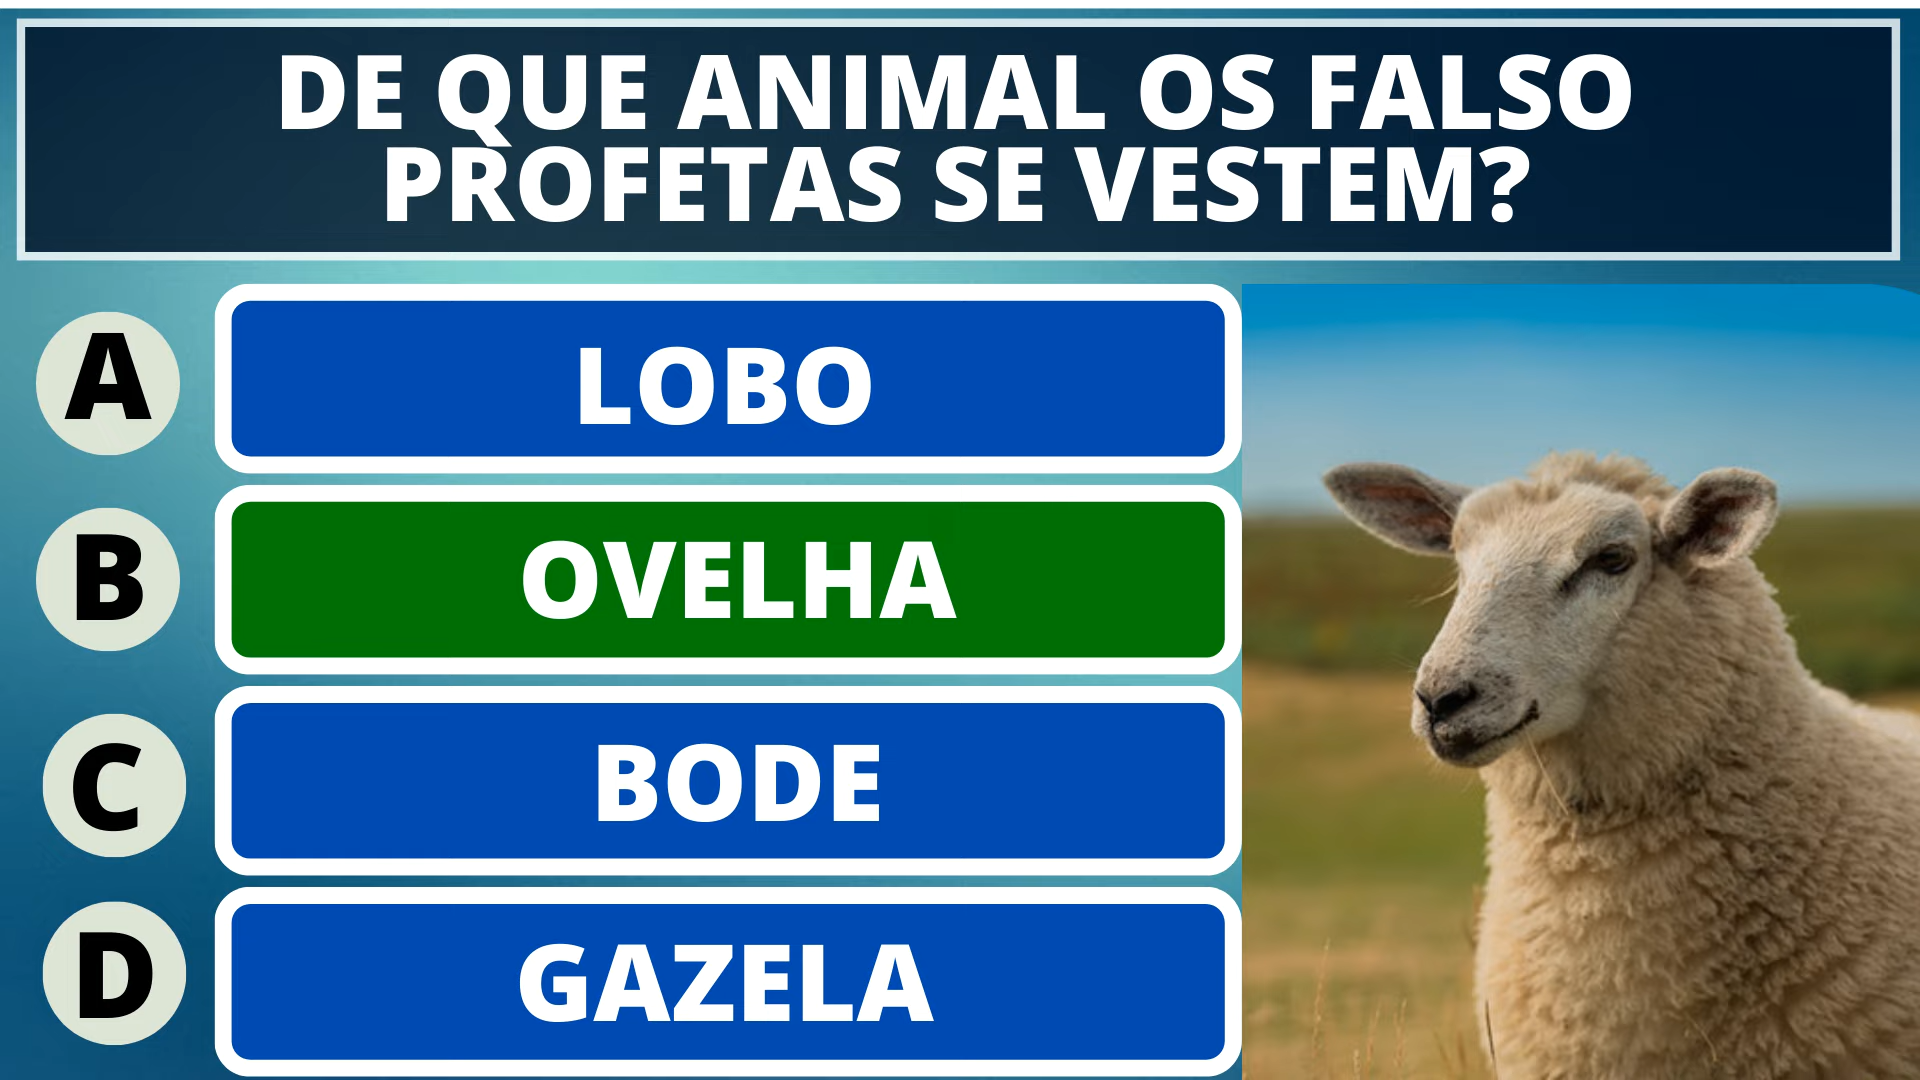 DE QUE ANIMAL OS FALSO
PROFETAS SE VESTEM?
A
LOBO
B
OVELHA
C
BODE
D
GAZELA